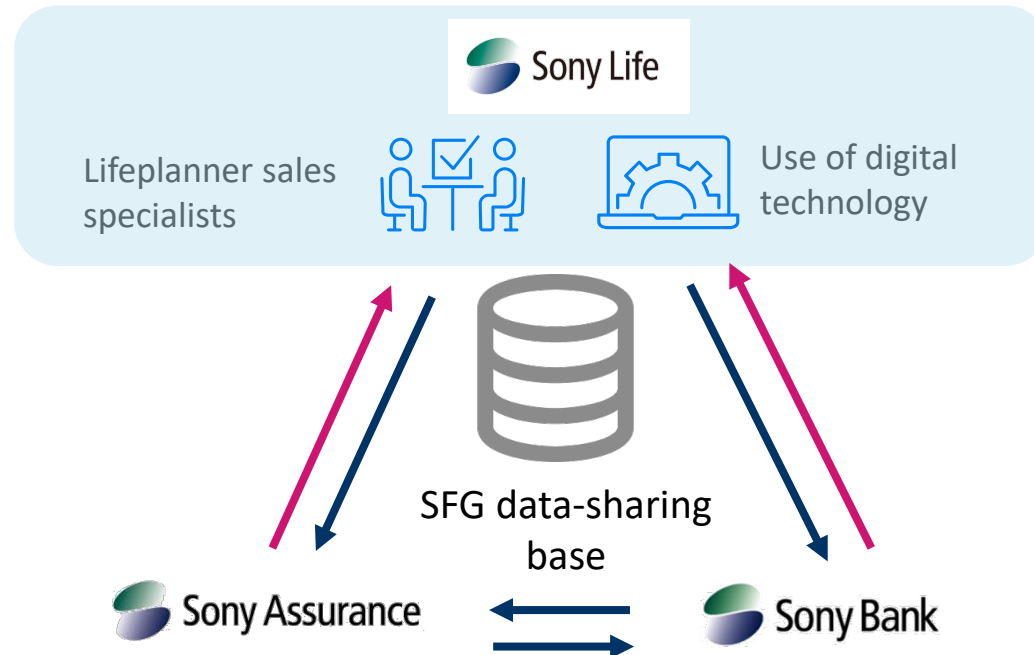 Sony Life
Lifeplanner sales
specialists
Use of digital
technology
SFG data-sharing
base
Sony Assurance
Sony Bank